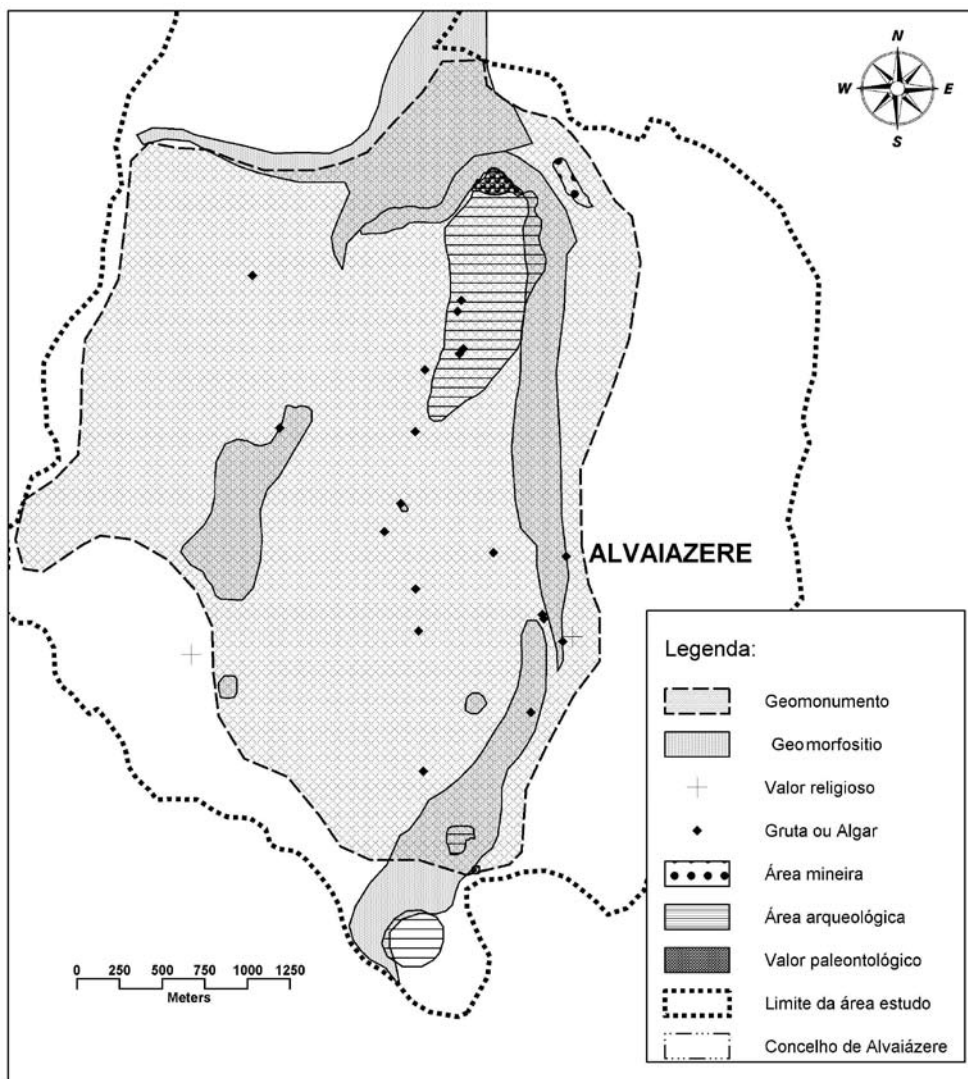 N
W E
S
ALVAIAZERE
Legenda:
Geomonumento
Geomorfositio
Valor religioso
Gruta ou Algar
Área mineira
Área arqueológica
Valor paleontológico
Limite da área estudo
Concelho de Alvaiázere
0 250 500 750 1000 1250
Meters